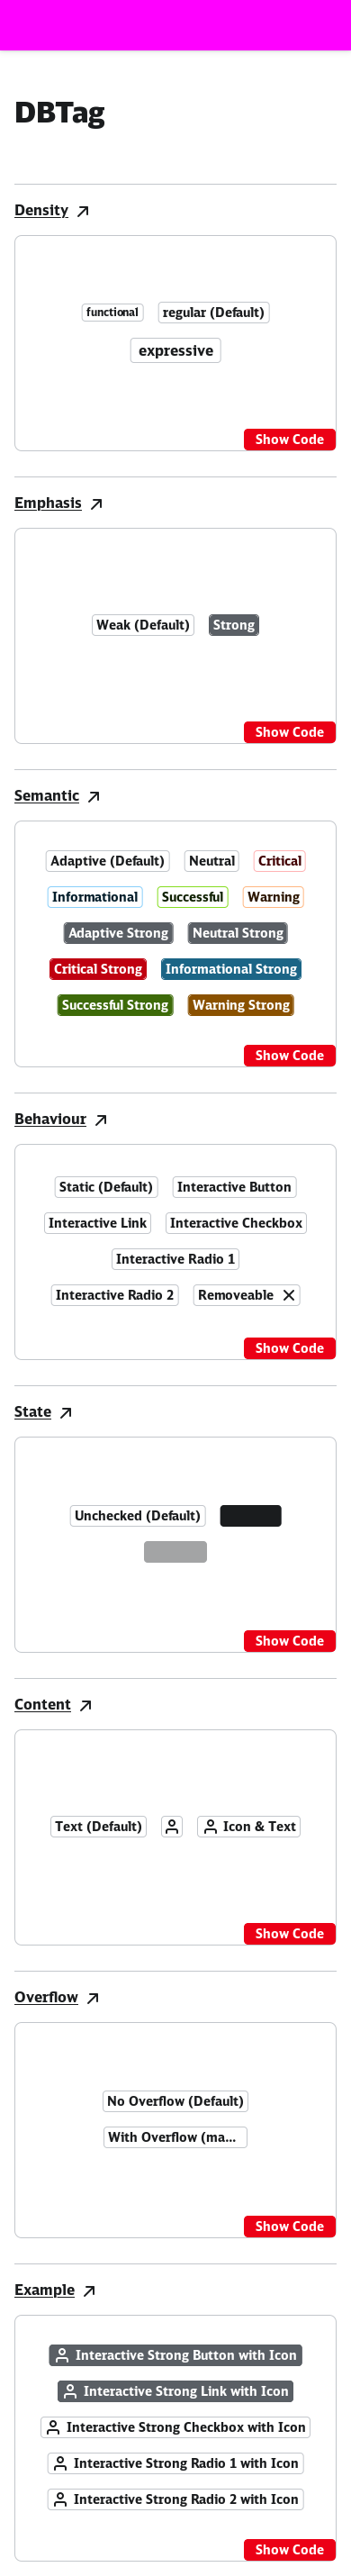 DBTag
Density
functional regular (Default)
expressive
Show Code
Emphasis
Weak (Default) Strong
Show Code
Semantic
Adaptive (Default) Neutral Critical
Informational Successful Warning
Adaptive Strong Neutral Strong
Critical Strong Informational Strong
Successful Strong Warning Strong
Show Code
Behaviour
Static (Default) Interactive Button
Interactive Link Interactive Checkbox
Interactive Radio 1
Interactive Radio 2 Removeable
Show Code
State
Unchecked (Default)
Show Code
Content
Text (Default) Icon & Text
Show Code
Overflow
No Overflow (Default)
With Overflow (ma...
Show Code
Example
Interactive Strong Button with Icon
Interactive Strong Link with Icon
Interactive Strong Checkbox with Icon
Interactive Strong Radio 1 with Icon
Interactive Strong Radio 2 with Icon
Show Code